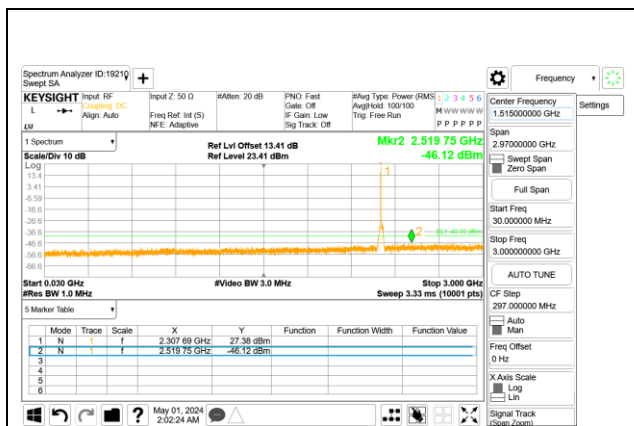 Spectrum Analyzer ID:19210
Swept SA
Frequency
KEYSIGHT
L
Input: RF
Coupling: DC
Align: Auto
Input Z: 50 Ω
Freq Ref: Int (S)
NFE: Adaptive
#Atten: 20 dB
PNO: Fast
Gate: Off
IF Gain: Low
Sig Track: Off
#Avg Type: Power (RMS
Avg|Hold: 100/100
Trig: Free Run
1 2 3 4 5 6
M W W W W W
P P P P P P
Center Frequency
1.515000000 GHz
Settings
Span
2.97000000 GHz
Swept Span
Zero Span
Full Span
Start Freq
30.000000 MHz
Stop Freq
3.000000000 GHz
AUTO TUNE
CF Step
297.000000 MHz
Auto
Man
Freq Offset
0 Hz
X Axis Scale
Log
Lin
Signal Track
(Span Zoom)
1 Spectrum
Scale/Div 10 dB
Ref Lvl Offset 13.41 dB
Ref Level 23.41 dBm
Mkr2 2.519 75 GHz
-46.12 dBm
Log
13.4
3.41
-6.59
-16.6
-26.6
-36.6
-46.6
-56.6
-66.6
1
2
Start 0.030 GHz
#Res BW 1.0 MHz
#Video BW 3.0 MHz
Stop 3.000 GHz
Sweep 3.33 ms (10001 pts)
5 Marker Table
Mode Trace Scale X Y Function Function Width Function Value
1 N 1 f 2.307 69 GHz 27.38 dBm
2 N 1 f 2.519 75 GHz -46.12 dBm
3
4
5
6
May 01, 2024
2:02:24 AM